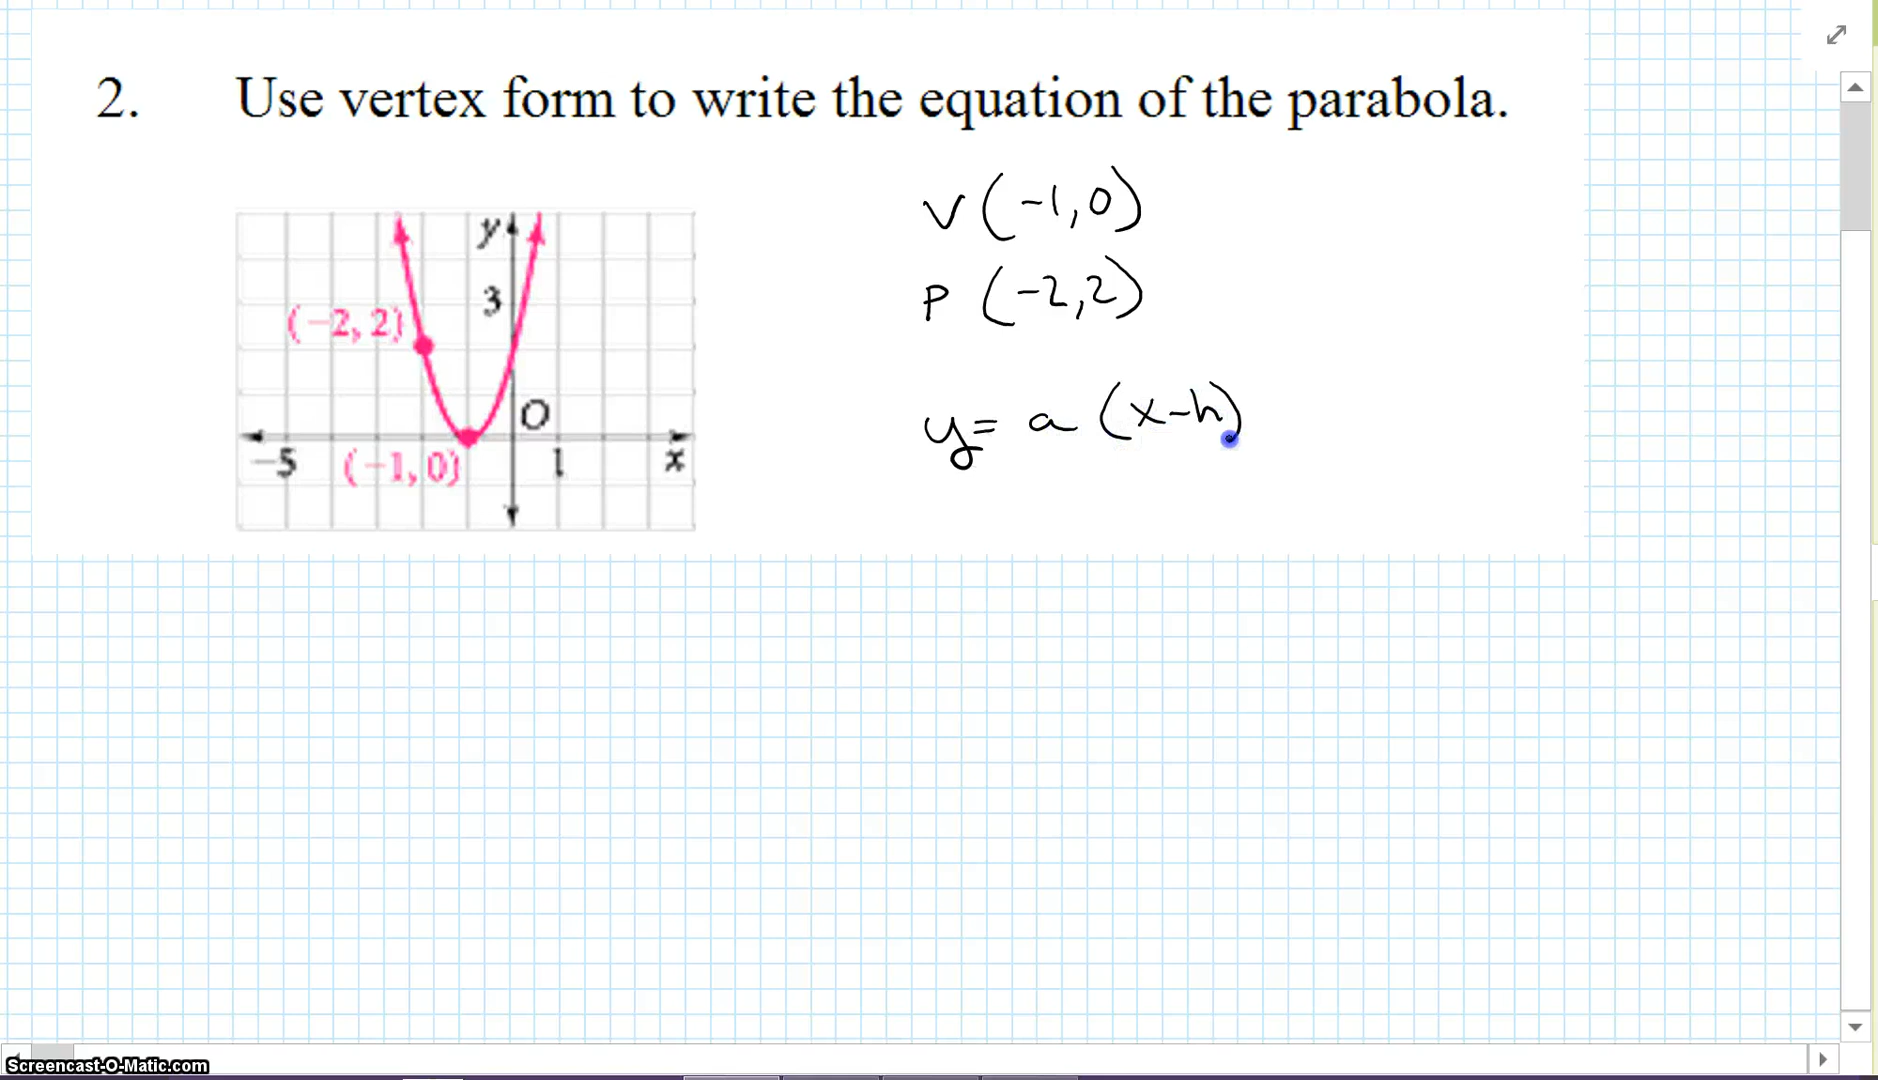 2. Use vertex form to write the equation of the parabola.
V (-1,0)
P (-2,2)
y = a (x-h)
y
3
(-2, 2)
O
-5
(-1, 0)
1
x
Screencast-O-Matic.com